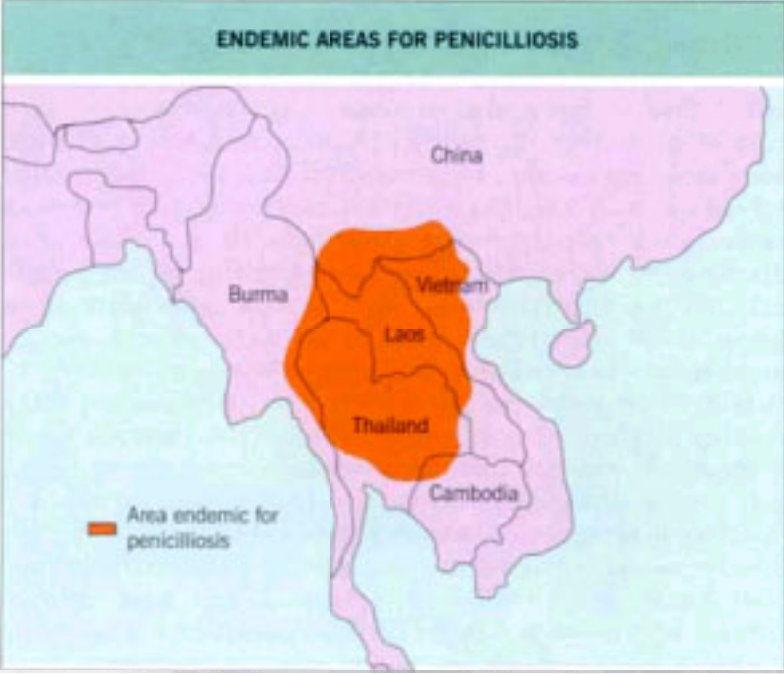 ENDEMIC AREAS FOR PENICILLIOSIS
China
Burma
Vietnam
Laos
Thailand
Cambodia
Area endemic for
penicilliosis